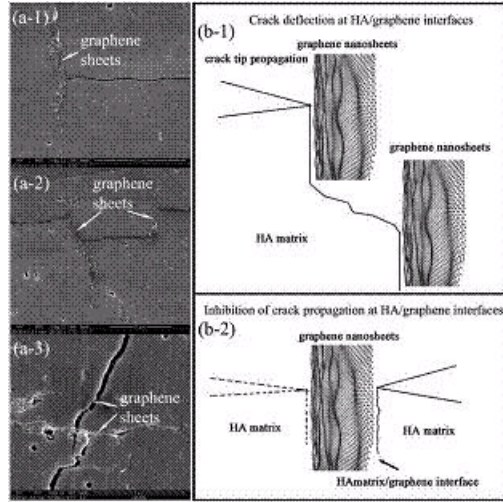 (a-1)
graphene
sheets
(a-2)
graphene
sheets
(a-3)
graphene
sheets
(b-1)
Crack deflection at HA/graphene interfaces
graphene nanosheets
crack tip propagation
graphene nanosheets
HA matrix
Inhibition of crack propagation at HA/graphene interfaces
(b-2)
graphene nanosheets
HA matrix
HA matrix
HAmatrix/graphene interface